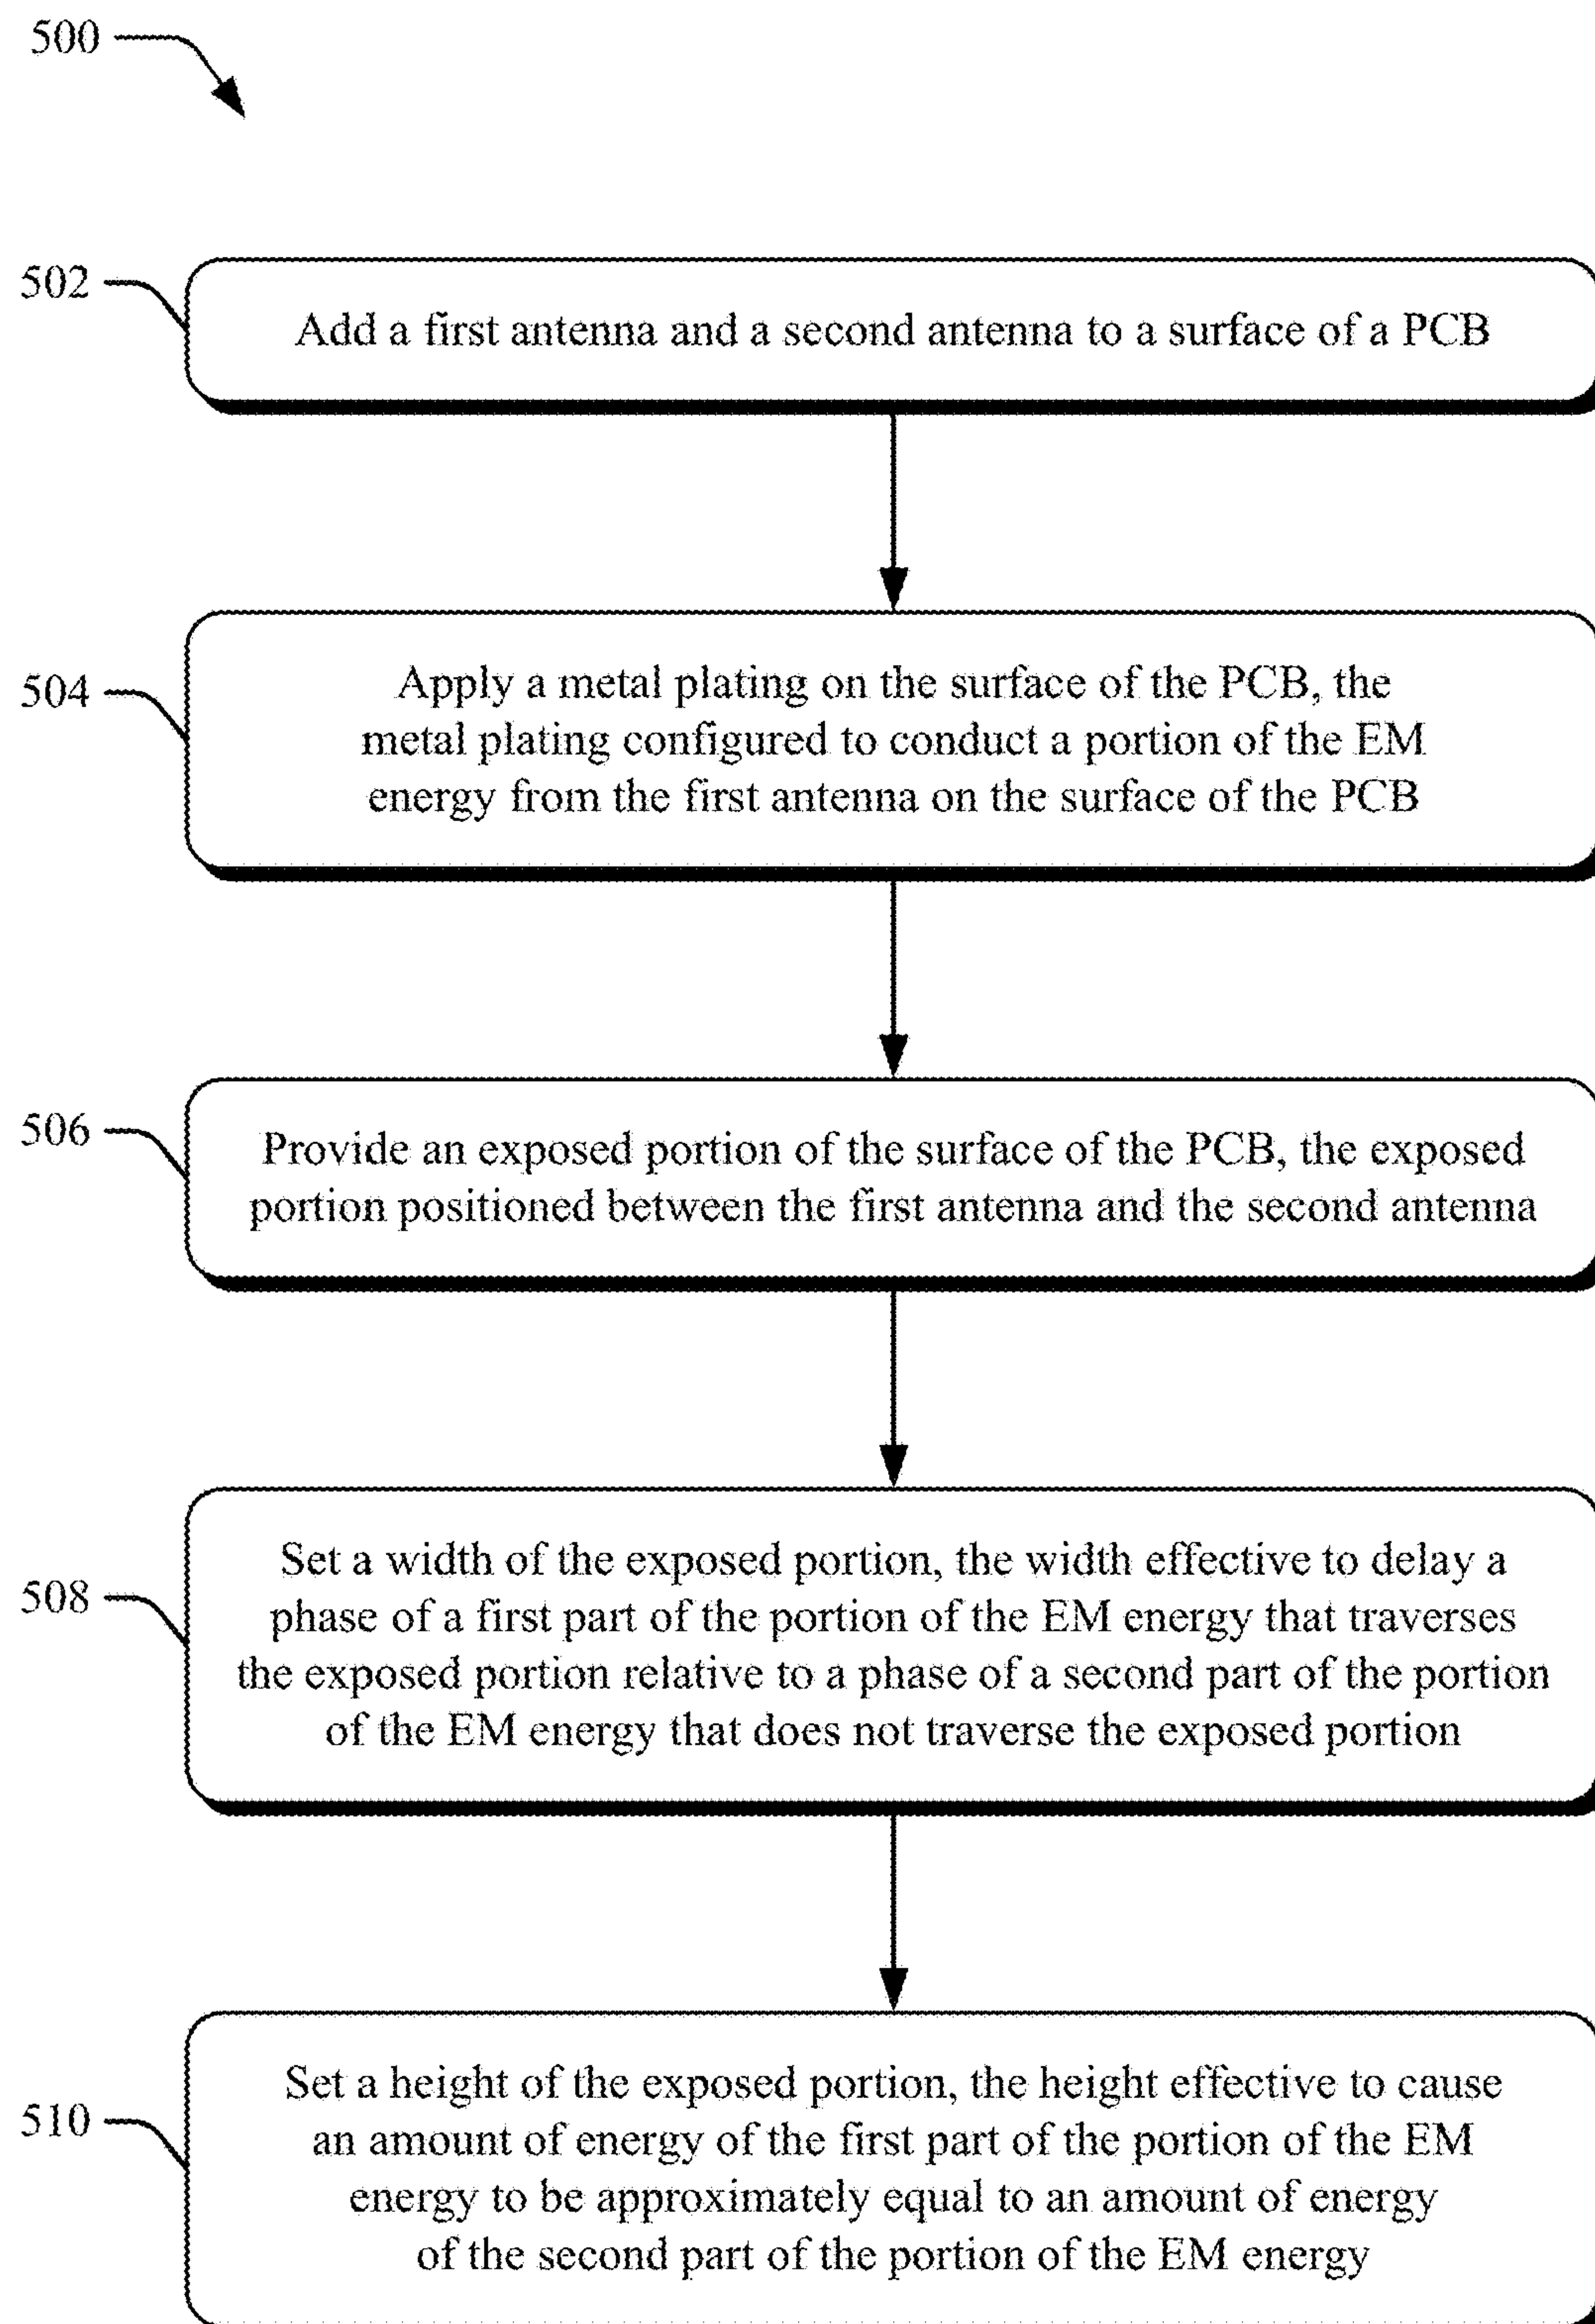 500
502
Add a first antenna and a second antenna to a surface of a PCB
504
Apply a metal plating on the surface of the PCB, the
metal plating configured to conduct a portion of the EM
energy from the first antenna on the surface of the PCB
506
Provide an exposed portion of the surface of the PCB, the exposed
portion positioned between the first antenna and the second antenna
508
Set a width of the exposed portion, the width effective to delay a
phase of a first part of the portion of the EM energy that traverses
the exposed portion relative to a phase of a second part of the portion
of the EM energy that does not traverse the exposed portion
510
Set a height of the exposed portion, the height effective to cause
an amount of energy of the first part of the portion of the EM
energy to be approximately equal to an amount of energy
of the second part of the portion of the EM energy